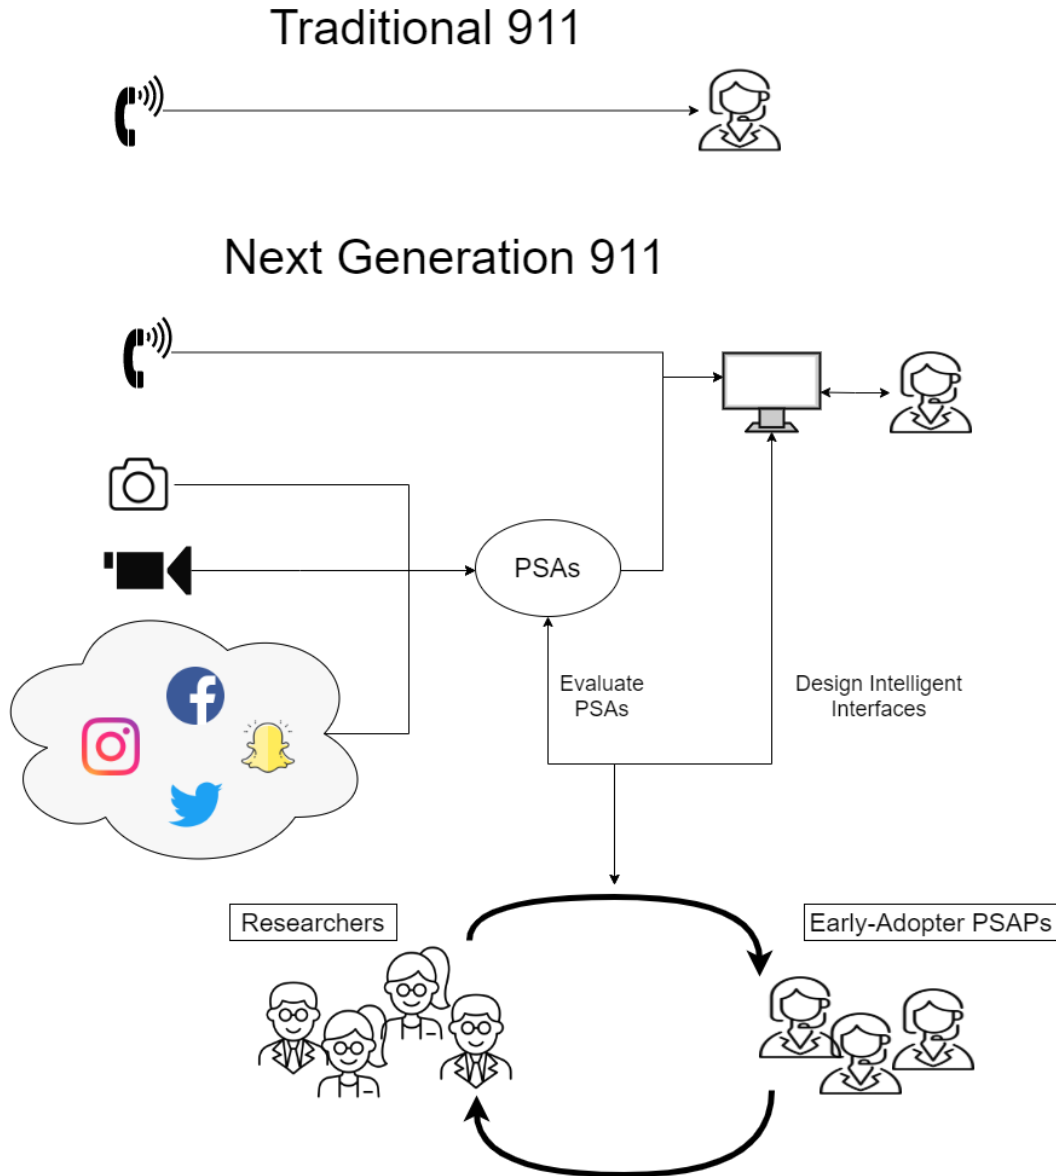 Traditional 911
Next Generation 911
PSAs
Evaluate
PSAs
Design Intelligent
Interfaces
Researchers
Early-Adopter PSAPs